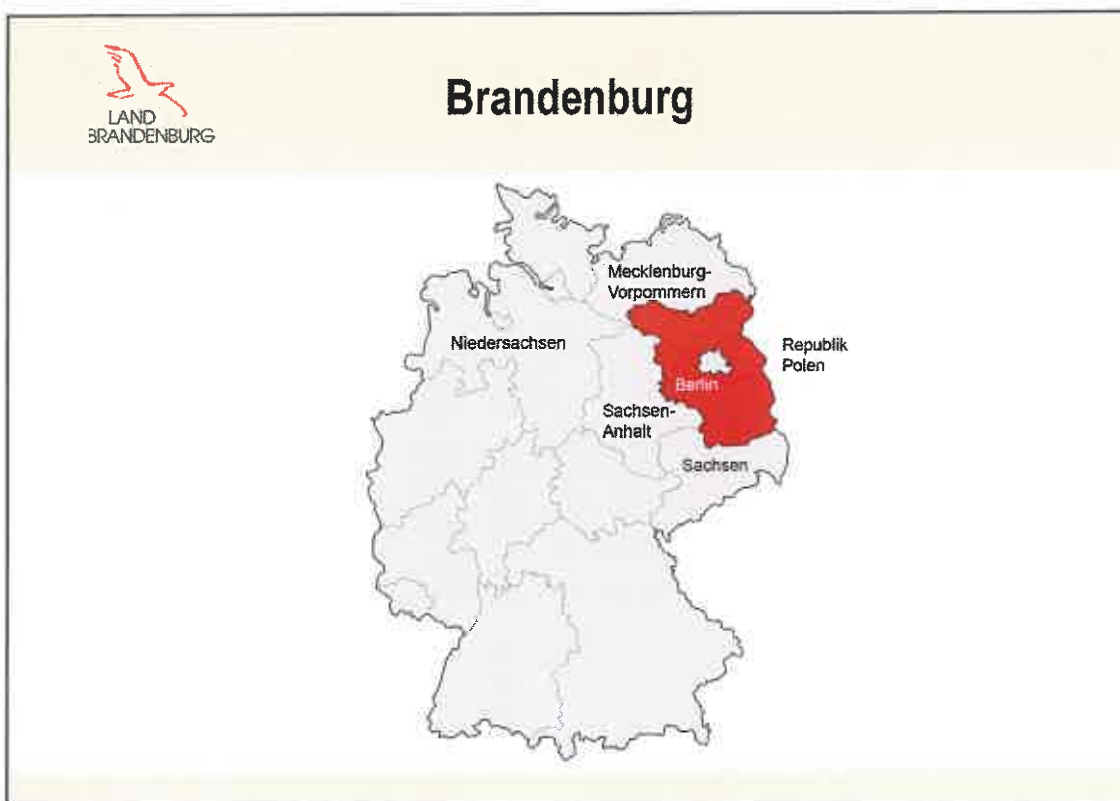 LAND
BRANDENBURG
Brandenburg
Mecklenburg-
Vorpommern
Niedersachsen
Republik
Polen
Berlin
Sachsen-
Anhalt
Sachsen